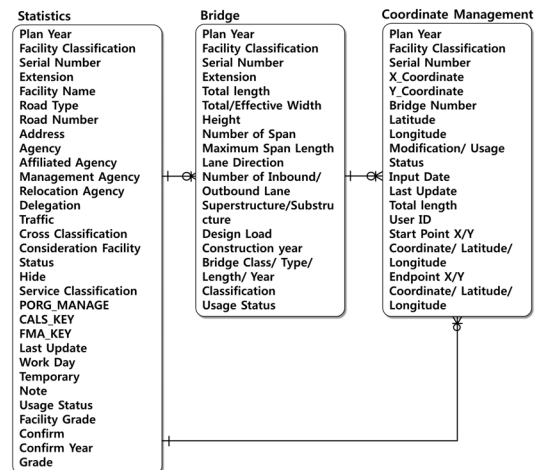 Statistics
Plan Year
Facility Classification
Serial Number
Extension
Facility Name
Road Type
Road Number
Address
Agency
Affiliated Agency
Management Agency
Relocation Agency
Delegation
Traffic
Cross Classification
Consideration Facility
Status
Hide
Service Classification
PORG_MANAGE
CALS_KEY
FMA_KEY
Last Update
Work Day
Temporary
Note
Usage Status
Facility Grade
Confirm
Confirm Year
Grade
Bridge
Plan Year
Facility Classification
Serial Number
Extension
Total length
Total/Effective Width
Height
Number of Span
Maximum Span Length
Lane Direction
Number of Inbound/
Outbound Lane
Superstructure/Substru
cture
Design Load
Construction year
Bridge Class/ Type/
Length/ Year
Classification
Usage Status
Coordinate Management
Plan Year
Facility Classification
Serial Number
X_Coordinate
Y_Coordinate
Bridge Number
Latitude
Longitude
Modification/ Usage
Status
Input Date
Last Update
Total length
User ID
Start Point X/Y
Coordinate/ Latitude/
Longitude
Endpoint X/Y
Coordinate/ Latitude/
Longitude